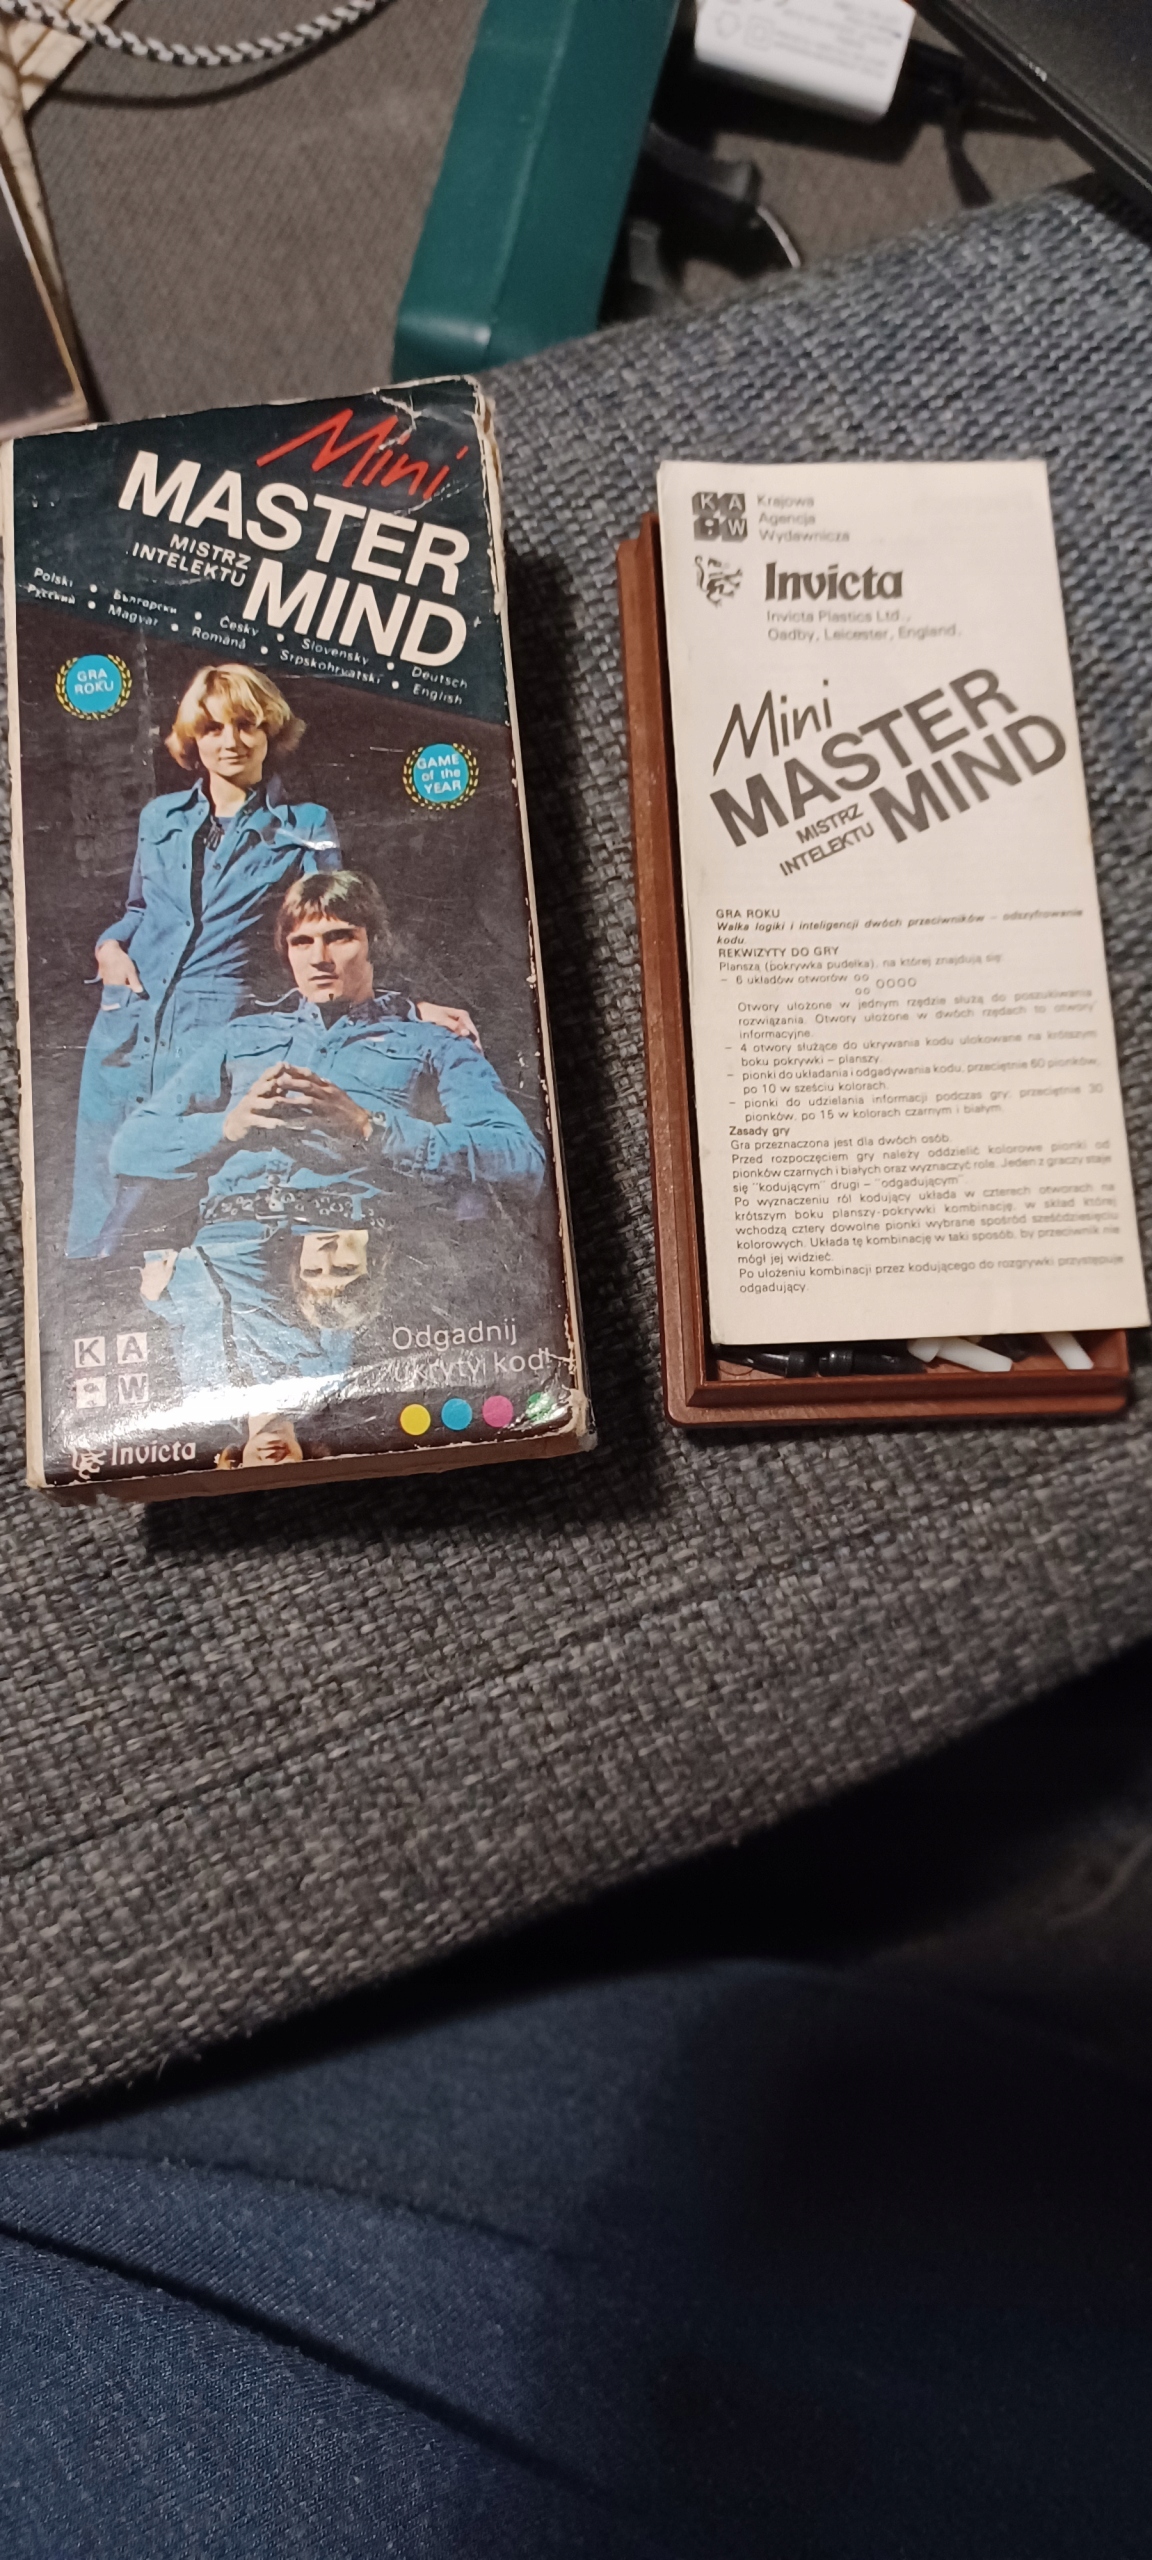 Mini
MASTER
MISTRZ
INTELEKTU
MIND
Polski • Български • Česky • Slovensky • Deutsch
Русский • Magyar • Română • Srpskohrvatski • English
GRA
ROKU
GAME
of the
YEAR
Odgadnij
ukryty kod!
K A
W
Invicta
K A
W
Krajowa
Agencja
Wydawnicza
Invicta
Invicta Plastics Ltd.,
Oadby, Leicester, England.
Mini
MASTER
MISTRZ
INTELEKTU
MIND
GRA ROKU
Walka logiki i inteligencji dwóch przeciwników – odszyfrowanie
kodu.
REKWIZYTY DO GRY
Plansza (pokrywka pudełka), na której znajdują się:
– 6 układów otworów oo oooo
oo
Otwory ułożone w jednym rzędzie służą do poszukiwania
rozwiązania. Otwory ułożone w dwóch rzędach to otwory
informacyjne.
– 4 otwory służące do ukrywania kodu ulokowane na krótszym
boku pokrywki – planszy.
– pionki do układania i odgadywania kodu, przeciętnie 60 pionków,
po 10 w sześciu kolorach.
– pionki do udzielania informacji podczas gry, przeciętnie 30
pionków, po 15 w kolorach czarnym i białym.
Zasady gry
Gra przeznaczona jest dla dwóch osób.
Przed rozpoczęciem gry należy oddzielić kolorowe pionki od
pionków czarnych i białych oraz wyznaczyć role. Jeden z graczy staje
się "kodującym" drugi – "odgadującym".
Po wyznaczeniu ról kodujący układa w czterech otworach na
krótszym boku planszy-pokrywki kombinację, w skład której
wchodzą cztery dowolne pionki wybrane spośród sześćdziesięciu
kolorowych. Układa tę kombinację w taki sposób, by przeciwnik nie
mógł jej widzieć.
Po ułożeniu kombinacji przez kodującego do rozgrywki przystępuje
odgadujący.